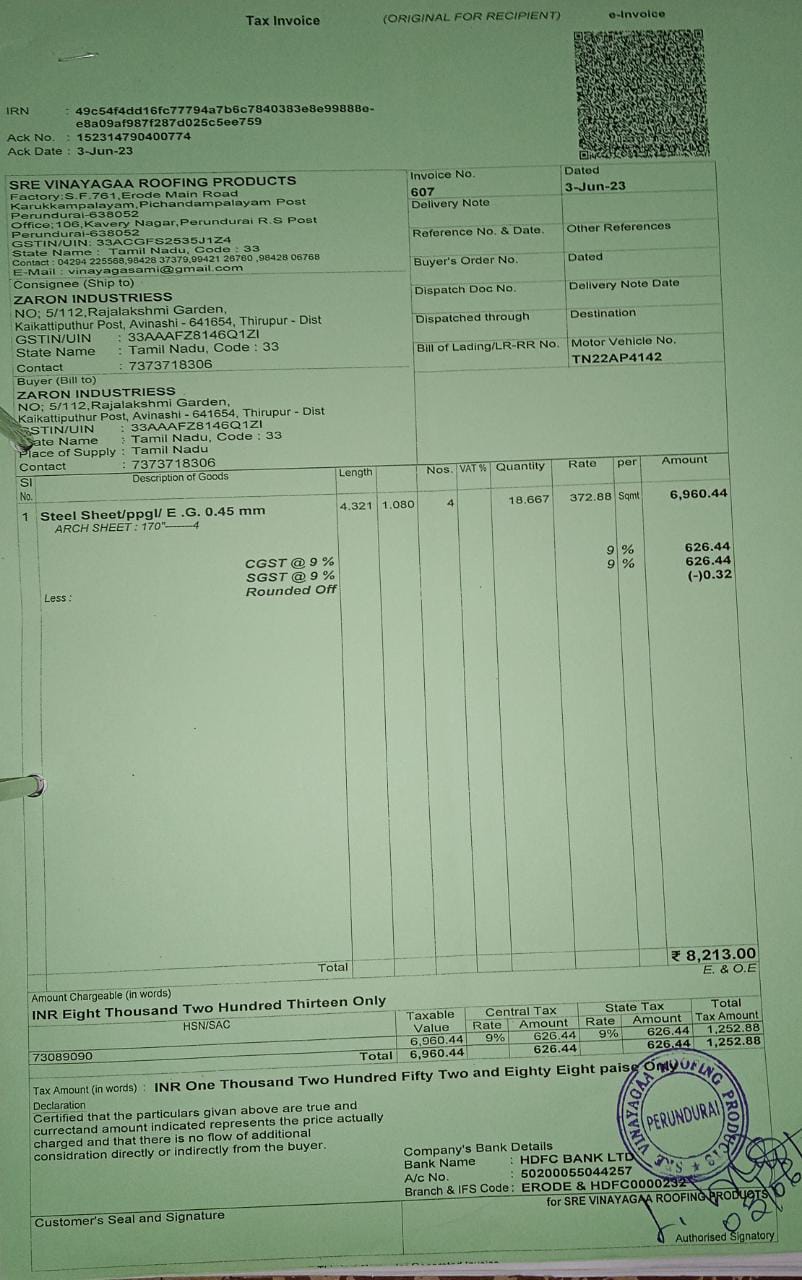 Tax Invoice (ORIGINAL FOR RECIPIENT) e-Invoice
IRN : 49c54f4dd16fc77794a7b6c7840383e8e99888e-
e8a09af987f287d025c5ee759
Ack No. : 152314790400774
Ack Date : 3-Jun-23
SRE VINAYAGAA ROOFING PRODUCTS
Factory:S.F.761,Erode Main Road
Karukkampalayam,Pichandampalayam Post
Perundurai-638052
Office;106,Kavery Nagar,Perundurai R.S Post
Perundurai-638052
GSTIN/UIN: 33ACGFS2535J1Z4
State Name : Tamil Nadu, Code : 33
Contact : 04294 225568,98428 37379,99421 26760 ,98428 06768
E-Mail : vinayagasami@gmail.com
Invoice No. Dated
607 3-Jun-23
Delivery Note
Reference No. & Date. Other References
Buyer's Order No. Dated
Dispatch Doc No. Delivery Note Date
Dispatched through Destination
Bill of Lading/LR-RR No. Motor Vehicle No.
TN22AP4142
Consignee (Ship to)
ZARON INDUSTRIESS
NO; 5/112,Rajalakshmi Garden,
Kaikattiputhur Post, Avinashi - 641654, Thirupur - Dist
GSTIN/UIN : 33AAAFZ8146Q1ZI
State Name : Tamil Nadu, Code : 33
Contact : 7373718306
Buyer (Bill to)
ZARON INDUSTRIESS
NO; 5/112,Rajalakshmi Garden,
Kaikattiputhur Post, Avinashi - 641654, Thirupur - Dist
GSTIN/UIN : 33AAAFZ8146Q1ZI
State Name : Tamil Nadu, Code : 33
Place of Supply : Tamil Nadu
Contact : 7373718306
Sl No. Description of Goods Length Nos. VAT % Quantity Rate per Amount
1 Steel Sheet/ppgl/ E .G. 0.45 mm 4.321 1.080 4 18.667 372.88 Sqmt 6,960.44
ARCH SHEET : 170"--------4
CGST @ 9 % 9 % 626.44
SGST @ 9 % 9 % 626.44
Less : Rounded Off (-)0.32
Total ₹ 8,213.00
E. & O.E
Amount Chargeable (in words)
INR Eight Thousand Two Hundred Thirteen Only
HSN/SAC Taxable Value Central Tax State Tax Total Tax Amount
Rate Amount Rate Amount
73089090 6,960.44 9% 626.44 9% 626.44 1,252.88
Total 6,960.44 626.44 626.44 1,252.88
Tax Amount (in words) : INR One Thousand Two Hundred Fifty Two and Eighty Eight paise Only
Declaration
Certified that the particulars givan above are true and
currectand amount indicated represents the price actually
charged and that there is no flow of additional
considration directly or indirectly from the buyer.
Company's Bank Details
Bank Name : HDFC BANK LTD
A/c No. : 50200055044257
Branch & IFS Code : ERODE & HDFC0000232
SRE VINAYAGAA ROOFING PRODUCTS
PERUNDURAI
for SRE VINAYAGAA ROOFING PRODUCTS
Customer's Seal and Signature
Authorised Signatory